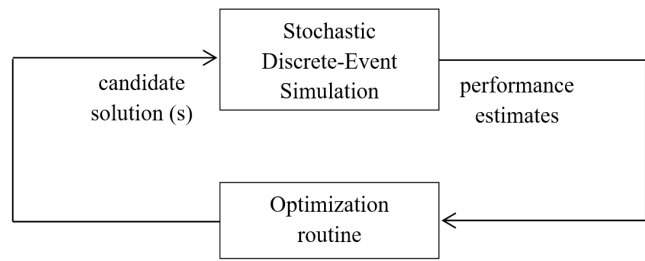 Stochastic
Discrete-Event
Simulation
candidate
solution (s)
performance
estimates
Optimization
routine